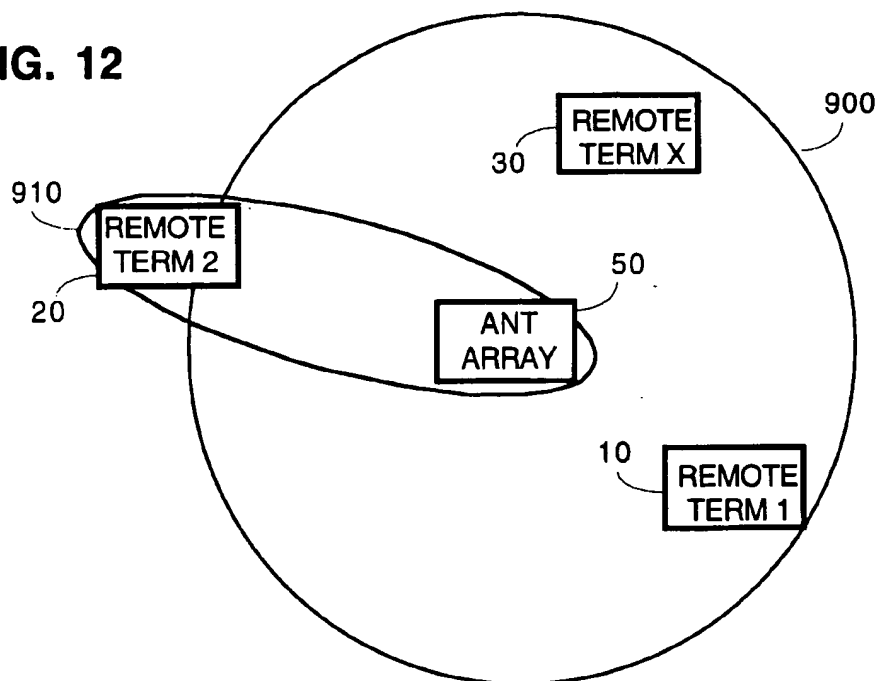 IG. 12
900
REMOTE
TERM X
30
910
REMOTE
TERM 2
20
50
ANT
ARRAY
10
REMOTE
TERM 1